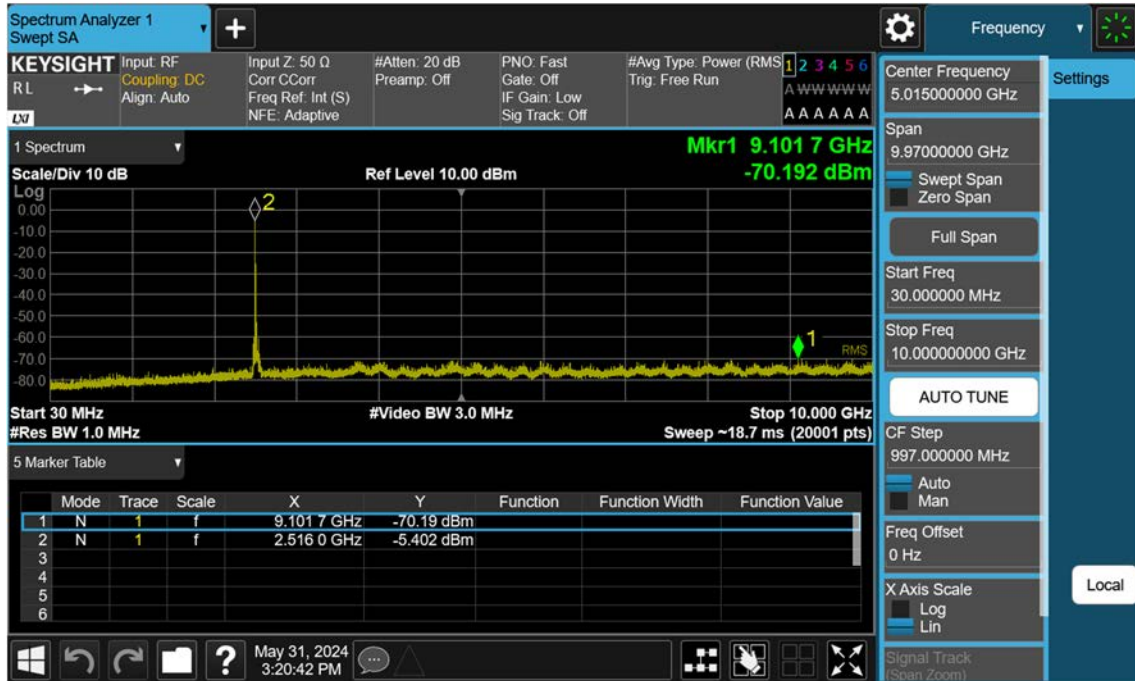 Spectrum Analyzer 1
Swept SA
+
Frequency
KEYSIGHT
R L
LXI
Input: RF
Coupling: DC
Align: Auto
Input Z: 50 Ω
Corr CCorr
Freq Ref: Int (S)
NFE: Adaptive
#Atten: 20 dB
Preamp: Off
PNO: Fast
Gate: Off
IF Gain: Low
Sig Track: Off
#Avg Type: Power (RMS
Trig: Free Run
1 2 3 4 5 6
A W W W W W
A A A A A A
1 Spectrum
Scale/Div 10 dB
Ref Level 10.00 dBm
Mkr1 9.101 7 GHz
-70.192 dBm
Log
0.00
-10.0
-20.0
-30.0
-40.0
-50.0
-60.0
-70.0
-80.0
2
1
RMS
Start 30 MHz
#Video BW 3.0 MHz
Stop 10.000 GHz
#Res BW 1.0 MHz
Sweep ~18.7 ms (20001 pts)
5 Marker Table
Mode Trace Scale X Y Function Function Width Function Value
1 N 1 f 9.101 7 GHz -70.19 dBm
2 N 1 f 2.516 0 GHz -5.402 dBm
3
4
5
6
May 31, 2024
3:20:42 PM
?
Center Frequency
5.015000000 GHz
Settings
Span
9.97000000 GHz
Swept Span
Zero Span
Full Span
Start Freq
30.000000 MHz
Stop Freq
10.000000000 GHz
AUTO TUNE
CF Step
997.000000 MHz
Auto
Man
Freq Offset
0 Hz
X Axis Scale
Log
Lin
Local
Signal Track
(Span Zoom)